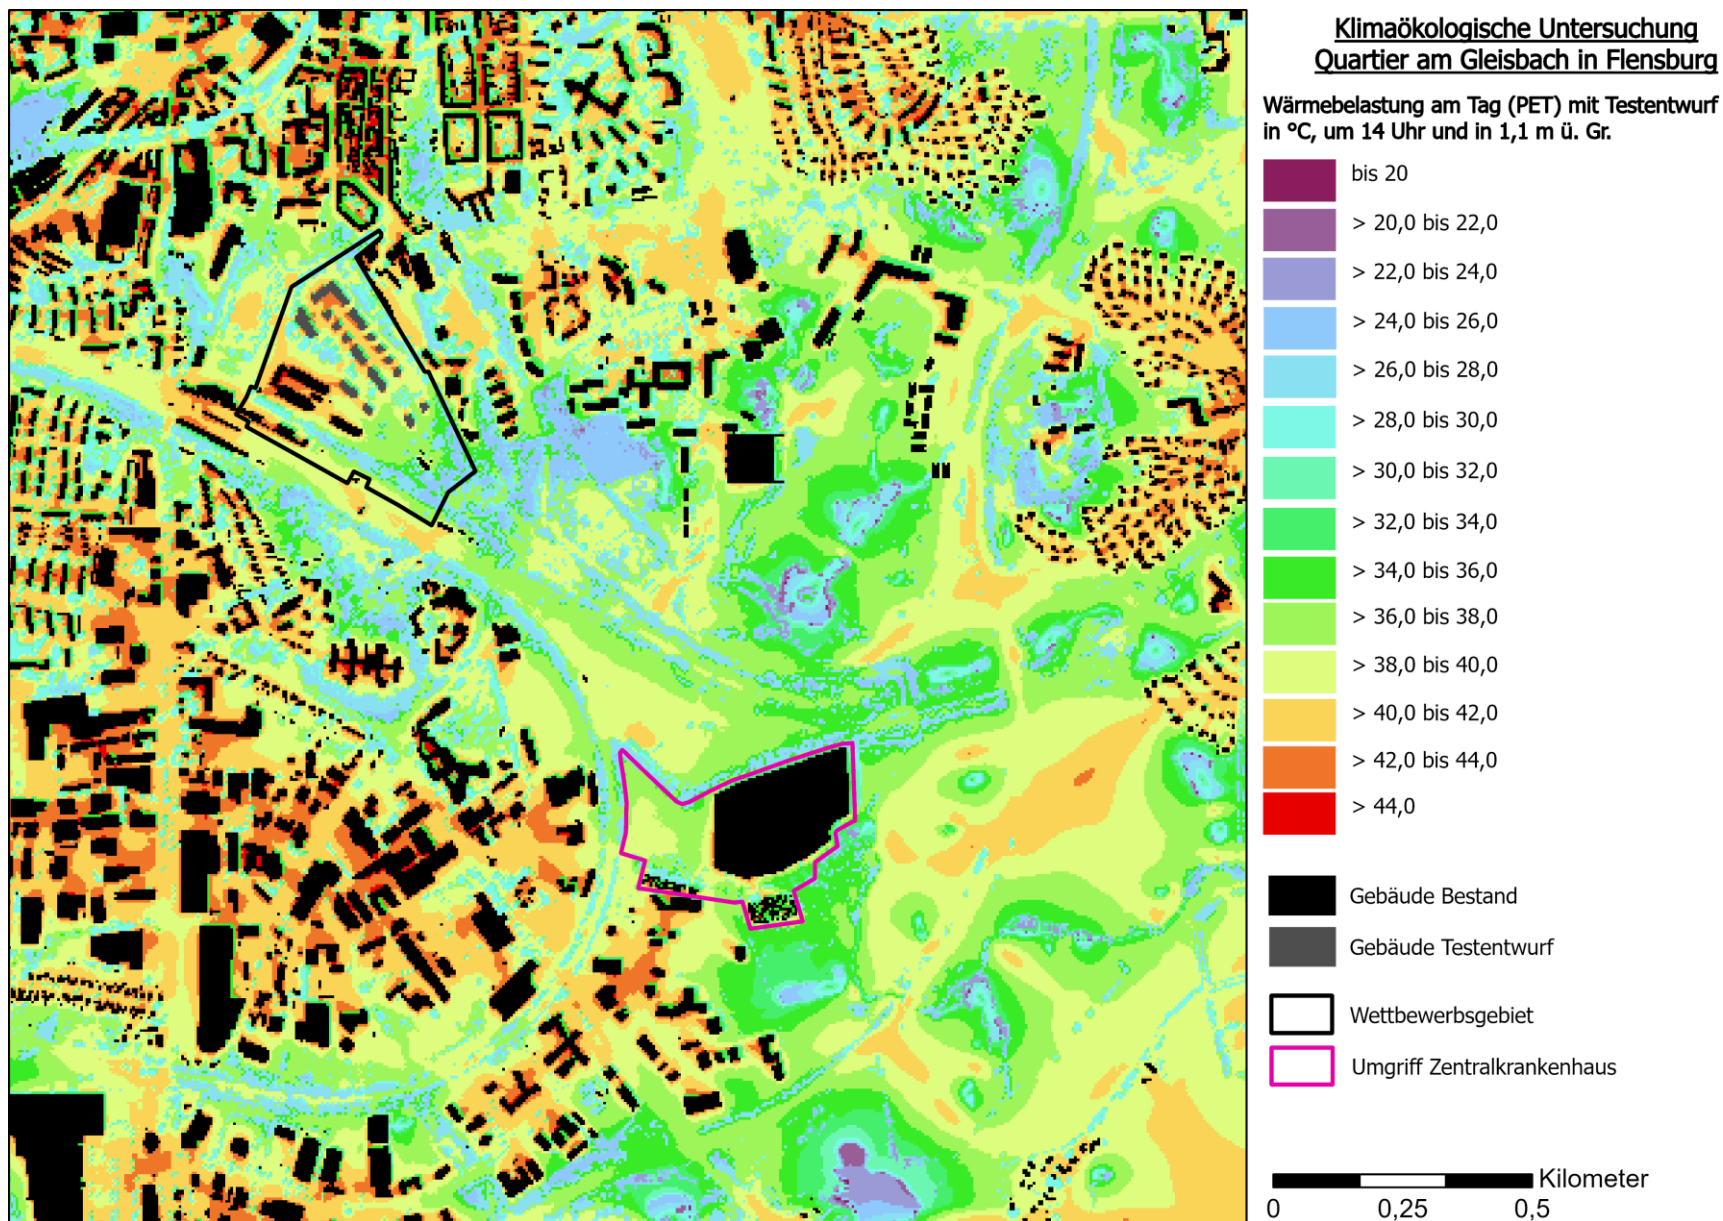 Klimaökologische Untersuchung
Quartier am Gleisbach in Flensburg
Wärmebelastung am Tag (PET) mit Testentwurf
in °C, um 14 Uhr und in 1,1 m ü. Gr.
bis 20
> 20,0 bis 22,0
> 22,0 bis 24,0
> 24,0 bis 26,0
> 26,0 bis 28,0
> 28,0 bis 30,0
> 30,0 bis 32,0
> 32,0 bis 34,0
> 34,0 bis 36,0
> 36,0 bis 38,0
> 38,0 bis 40,0
> 40,0 bis 42,0
> 42,0 bis 44,0
> 44,0
Gebäude Bestand
Gebäude Testentwurf
Wettbewerbsgebiet
Umgriff Zentralkrankenhaus
Kilometer
0 0,25 0,5